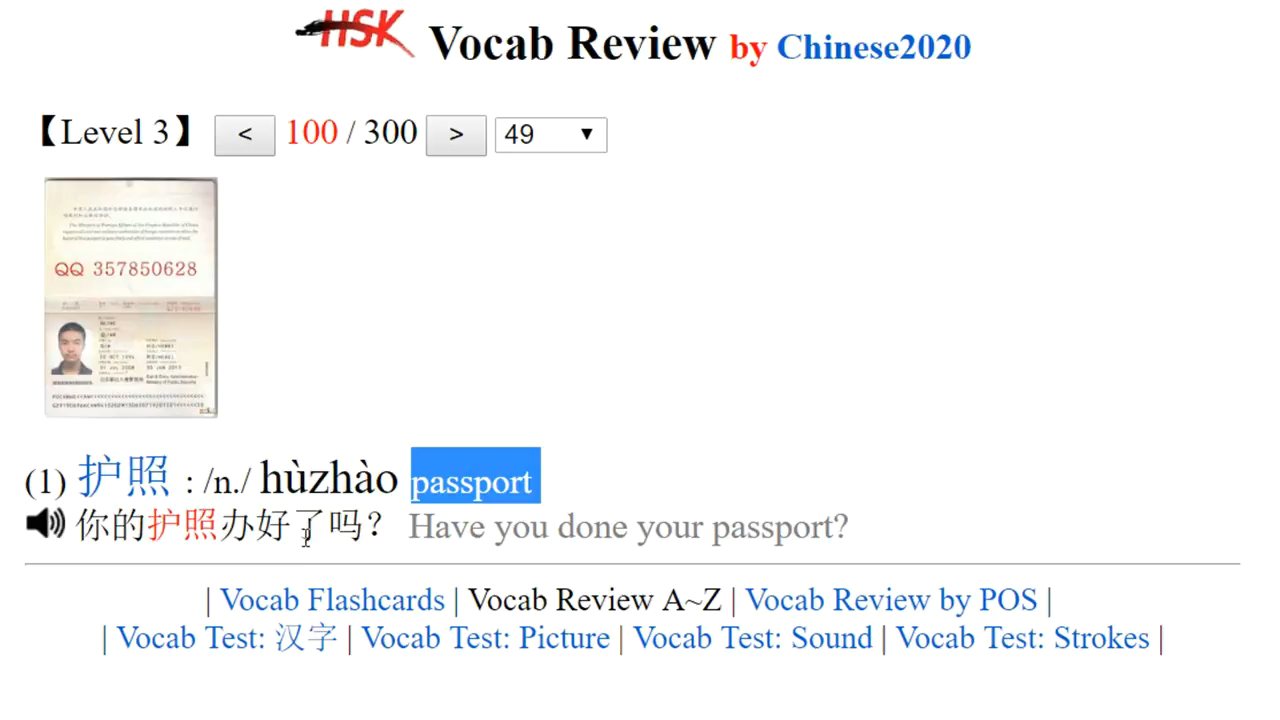 HSK Vocab Review by Chinese2020
【Level 3】 < 100 / 300 > 49 ▼
QQ 357850628
(1) 护照 : /n./ hùzhào passport
你的护照办好了吗？ Have you done your passport?
| Vocab Flashcards | Vocab Review A~Z | Vocab Review by POS |
| Vocab Test: 汉字 | Vocab Test: Picture | Vocab Test: Sound | Vocab Test: Strokes |